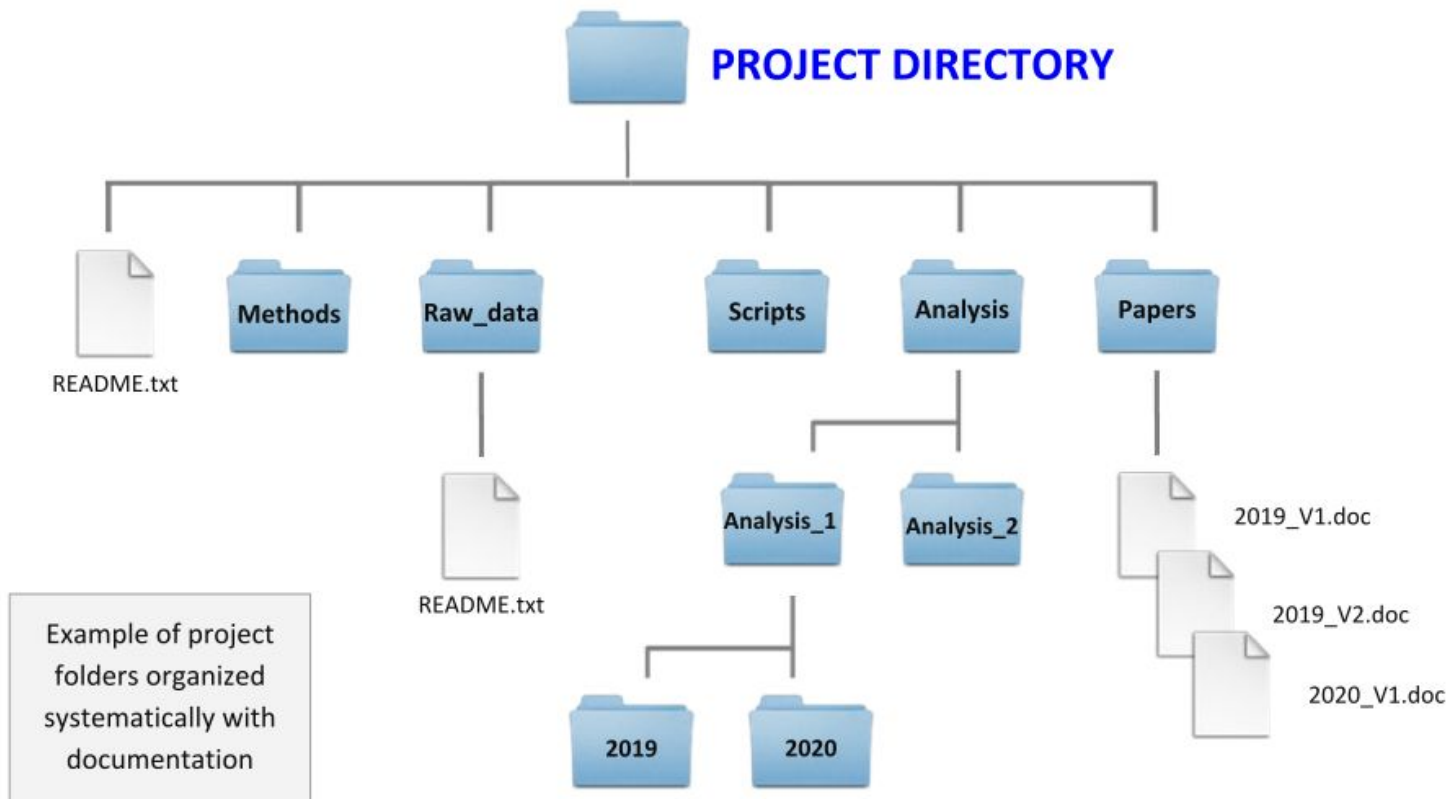 PROJECT DIRECTORY
README.txt
Methods
Raw_data
Scripts
Analysis
Papers
README.txt
Analysis_1
Analysis_2
2019_V1.doc
2019_V2.doc
2020_V1.doc
2019
2020
Example of project
folders organized
systematically with
documentation